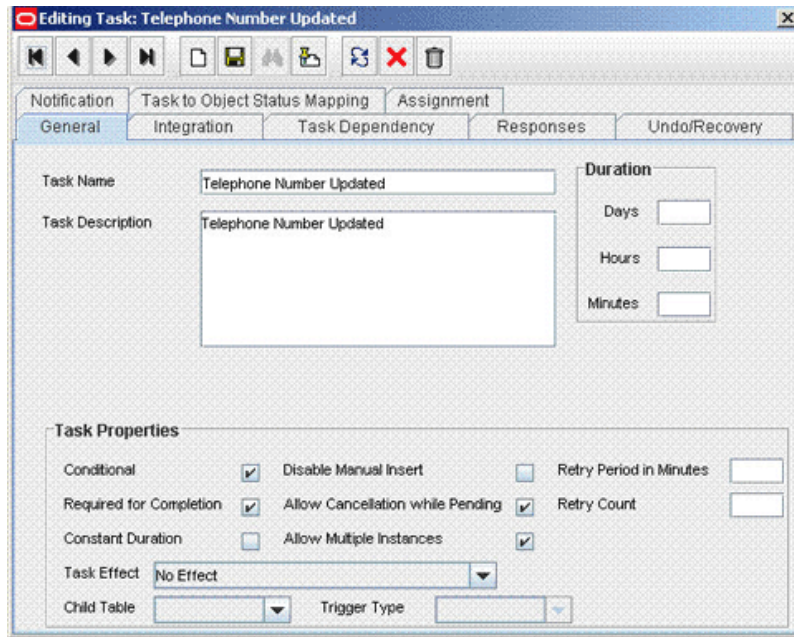 Editing Task: Telephone Number Updated
Notification Task to Object Status Mapping Assignment
General Integration Task Dependency Responses Undo/Recovery
Task Name Telephone Number Updated
Duration
Task Description Telephone Number Updated
Days
Hours
Minutes
Task Properties
Conditional Disable Manual Insert Retry Period in Minutes
Required for Completion Allow Cancellation while Pending Retry Count
Constant Duration Allow Multiple Instances
Task Effect No Effect
Child Table Trigger Type